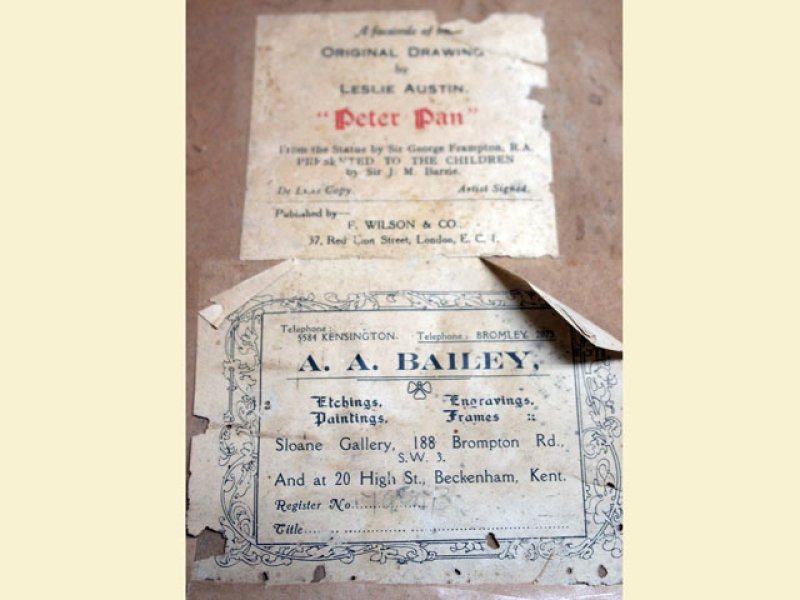 A facsimile of
ORIGINAL DRAWING
by
LESLIE AUSTIN.
"Peter Pan"
From the Statue by Sir George Frampton, R.A.
PRESENTED TO THE CHILDREN
by Sir J. M. Barrie.
De Luxe Copy. Artist Signed.
Published by—
F. WILSON & CO.,
37, Red Lion Street, London, E.C.1.
Telephone: 5584 KENSINGTON. Telephone: BROMLEY
A. A. BAILEY,
Etchings, Engravings,
Paintings, Frames ::
Sloane Gallery, 188 Brompton Rd.,
S.W. 3.
And at 20 High St., Beckenham, Kent.
Register No.
Title